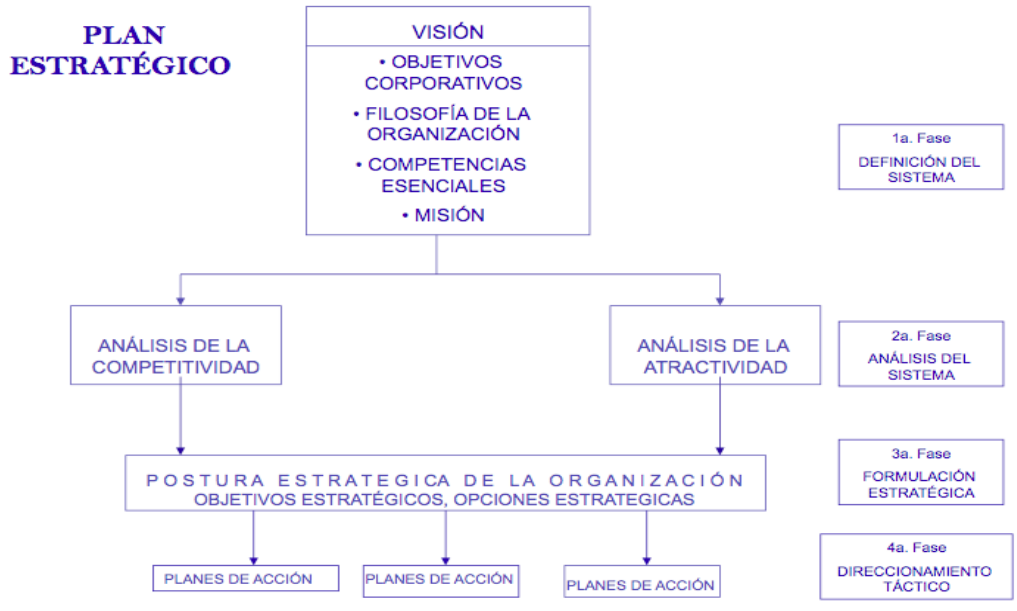 PLAN
ESTRATÉGICO
VISIÓN
• OBJETIVOS
CORPORATIVOS
• FILOSOFÍA DE LA
ORGANIZACIÓN
• COMPETENCIAS
ESENCIALES
• MISIÓN
1a. Fase
DEFINICIÓN DEL
SISTEMA
ANÁLISIS DE LA
COMPETITIVIDAD
ANÁLISIS DE LA
ATRACTIVIDAD
2a. Fase
ANÁLISIS DEL
SISTEMA
POSTURA ESTRATEGICA DE LA ORGANIZACIÓN
OBJETIVOS ESTRATÉGICOS, OPCIONES ESTRATEGICAS
3a. Fase
FORMULACIÓN
ESTRATÉGICA
PLANES DE ACCIÓN
PLANES DE ACCIÓN
PLANES DE ACCIÓN
4a. Fase
DIRECCIONAMIENTO
TÁCTICO